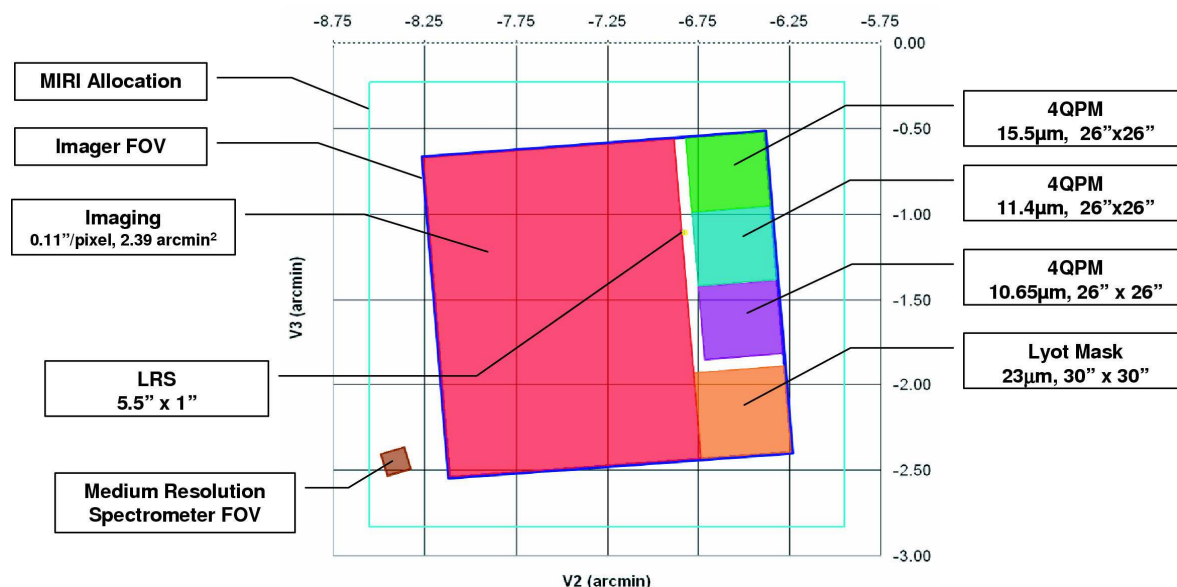 -8.75 -8.25 -7.75 -7.25 -6.75 -6.25 -5.75
0.00
MIRI Allocation
Imager FOV
Imaging
0.11”/pixel, 2.39 arcmin²
LRS
5.5” x 1”
Medium Resolution
Spectrometer FOV
V3 (arcmin)
-0.50
-1.00
-1.50
-2.00
-2.50
-3.00
4QPM
15.5μm, 26”x26”
4QPM
11.4μm, 26”x26”
4QPM
10.65μm, 26” x 26”
Lyot Mask
23μm, 30” x 30”
V2 (arcmin)